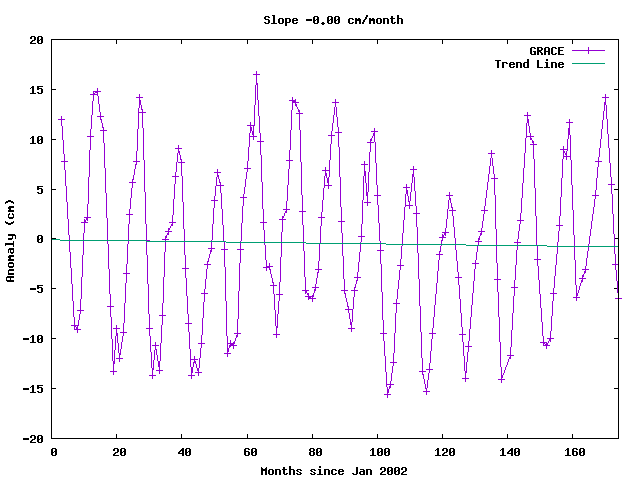 Slope -0.00 cm/month
GRACE
Trend Line
20
15
10
5
0
-5
-10
-15
-20
Anomaly (cm)
0 20 40 60 80 100 120 140 160
Months since Jan 2002